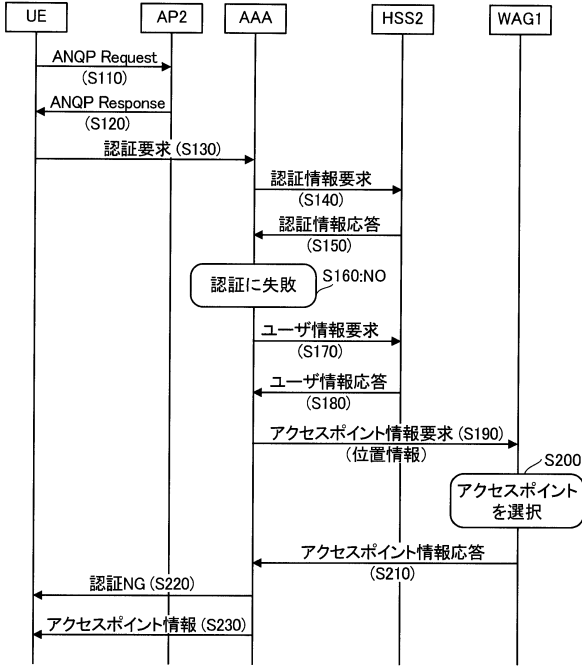 UE
AP2
AAA
HSS2
WAG1
ANQP Request
(S110)
ANQP Response
(S120)
認証要求 (S130)
認証情報要求
(S140)
認証情報応答
(S150)
認証に失敗
S160:NO
ユーザ情報要求
(S170)
ユーザ情報応答
(S180)
アクセスポイント情報要求 (S190)
(位置情報)
S200
アクセスポイント
を選択
アクセスポイント情報応答
(S210)
認証NG (S220)
アクセスポイント情報 (S230)